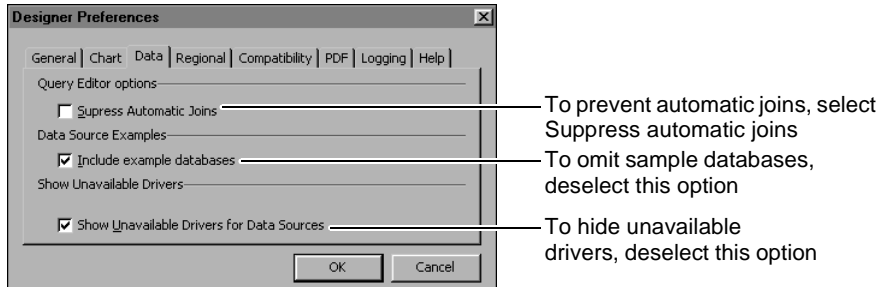 Designer Preferences
General Chart Data Regional Compatibility PDF Logging Help
Query Editor options
Supress Automatic Joins
To prevent automatic joins, select
Suppress automatic joins
Data Source Examples
Include example databases
To omit sample databases,
deselect this option
Show Unavailable Drivers
Show Unavailable Drivers for Data Sources
To hide unavailable
drivers, deselect this option
OK Cancel